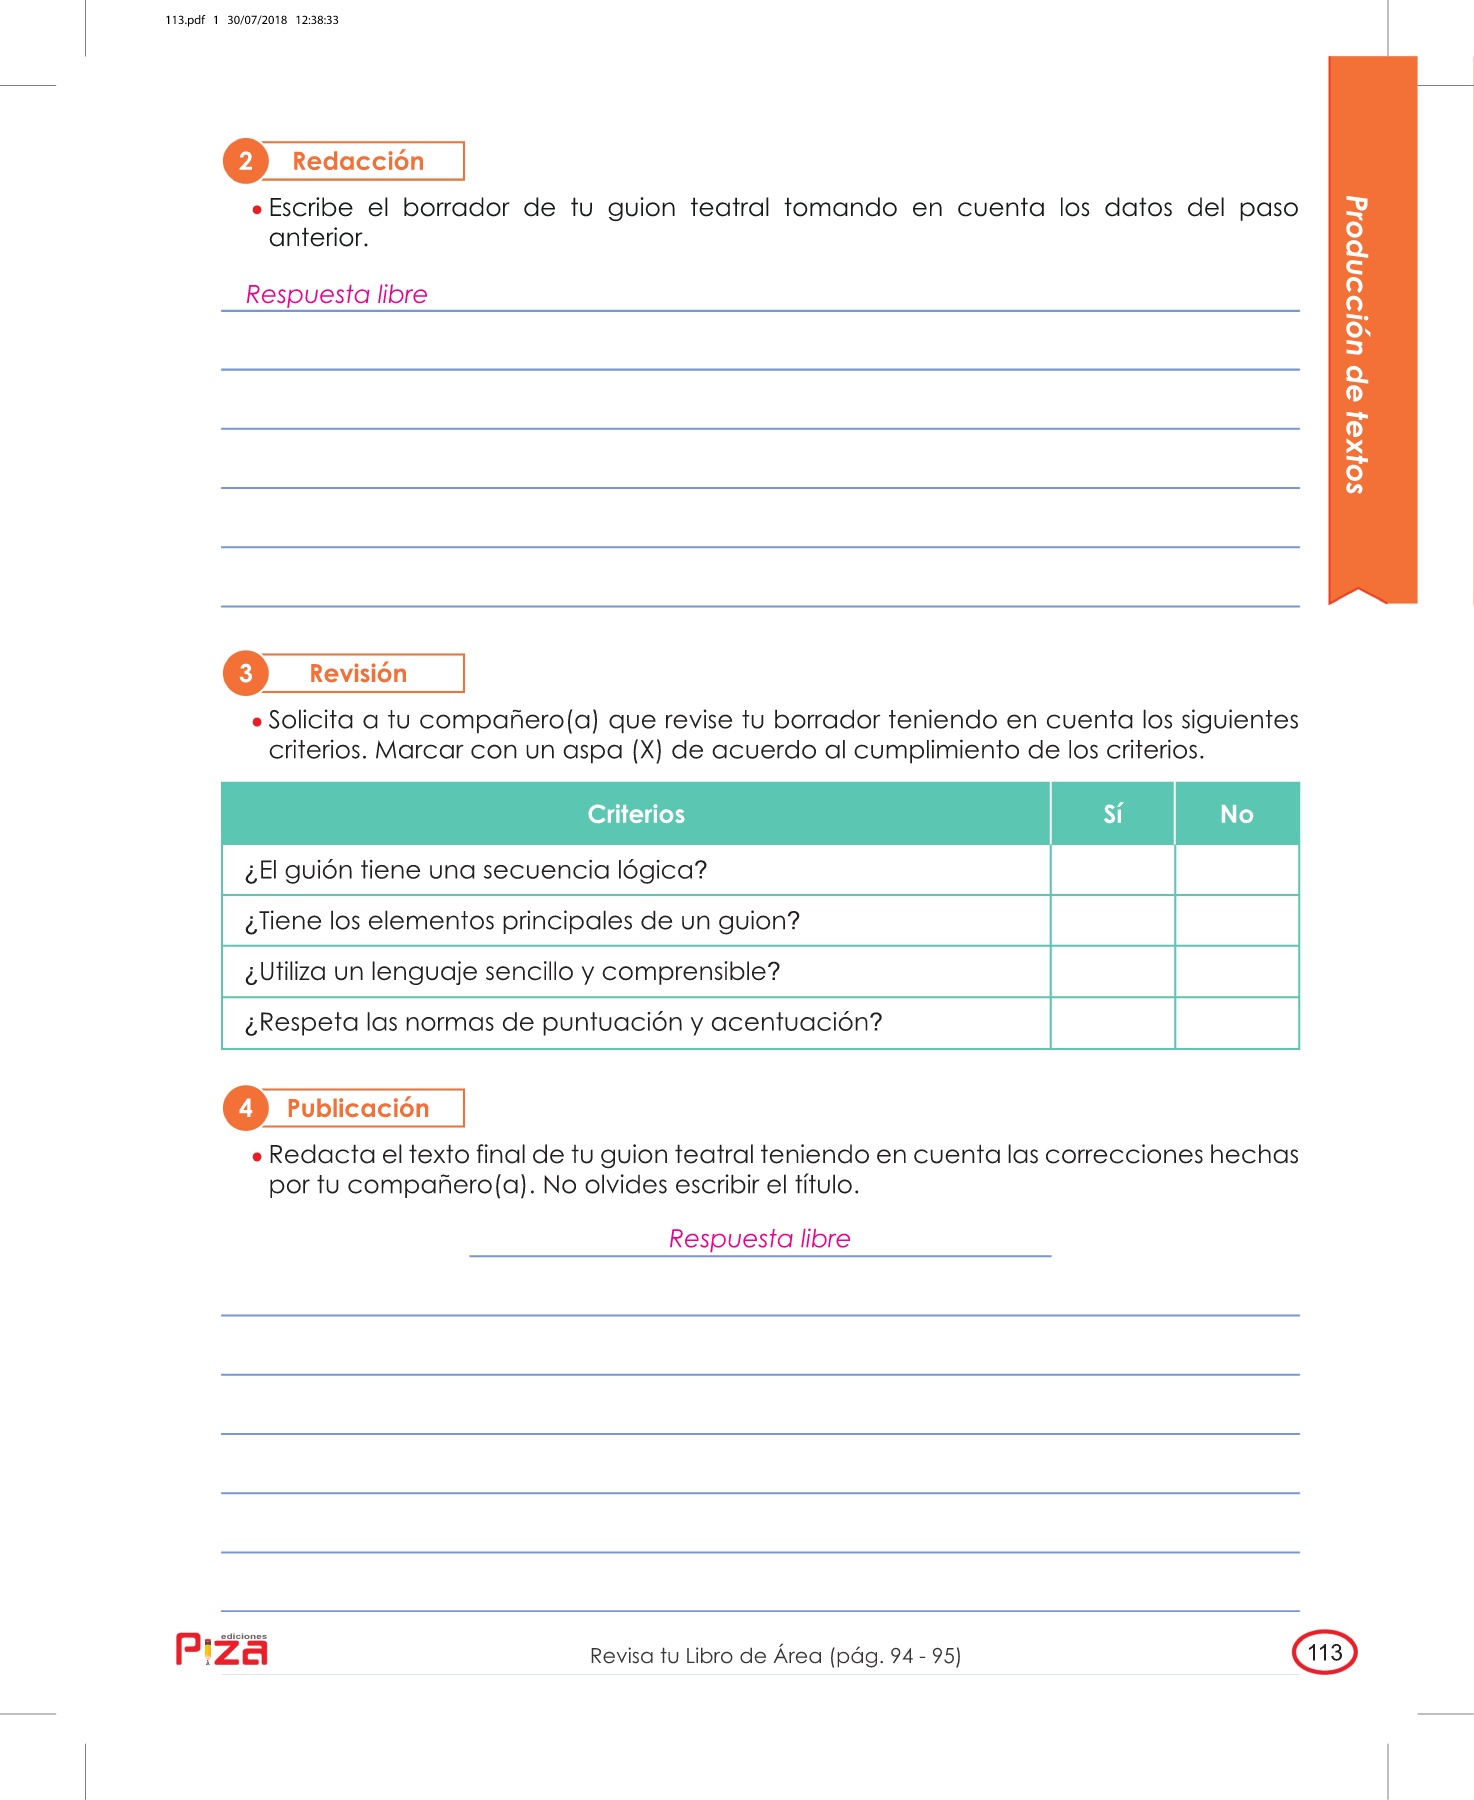 113.pdf 1 30/07/2018 12:38:33
Producción de textos
2 Redacción
• Escribe el borrador de tu guion teatral tomando en cuenta los datos del paso
anterior.
Respuesta libre
3 Revisión
• Solicita a tu compañero(a) que revise tu borrador teniendo en cuenta los siguientes
criterios. Marcar con un aspa (X) de acuerdo al cumplimiento de los criterios.
Criterios Sí No
¿El guión tiene una secuencia lógica?
¿Tiene los elementos principales de un guion?
¿Utiliza un lenguaje sencillo y comprensible?
¿Respeta las normas de puntuación y acentuación?
4 Publicación
• Redacta el texto final de tu guion teatral teniendo en cuenta las correcciones hechas
por tu compañero(a). No olvides escribir el título.
Respuesta libre
ediciones
Piza
Revisa tu Libro de Área (pág. 94 - 95)
113